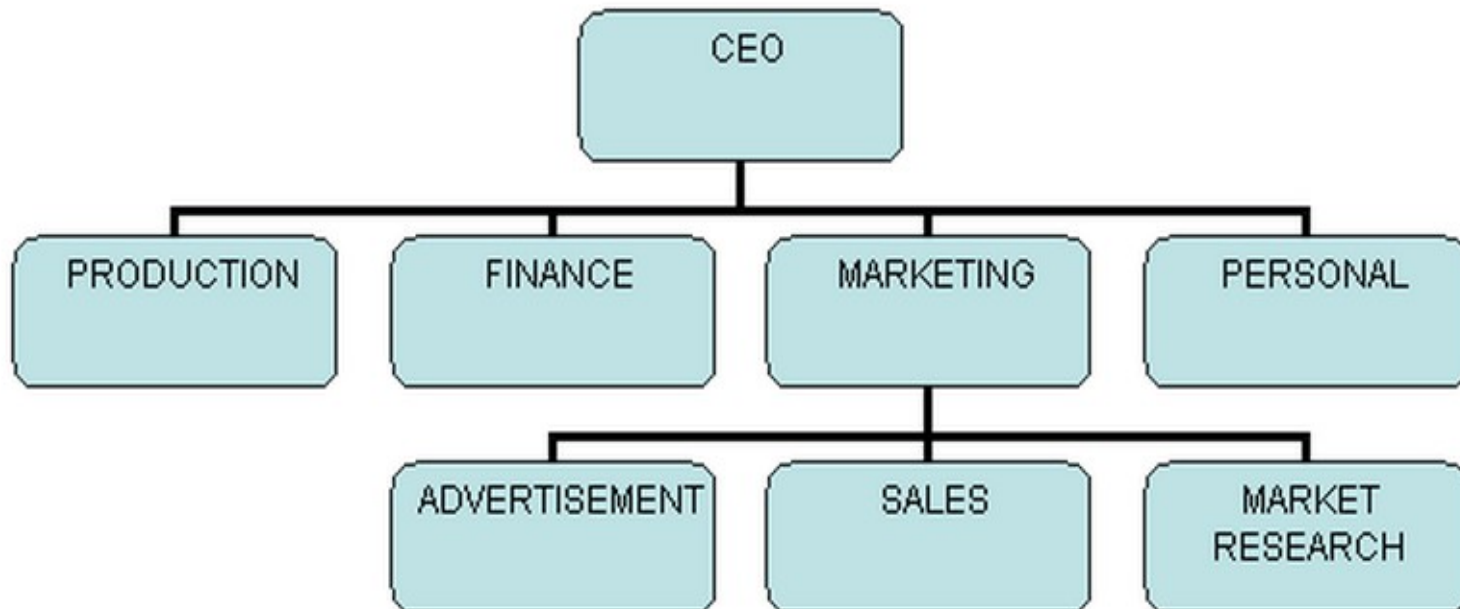 CEO
PRODUCTION
FINANCE
MARKETING
PERSONAL
ADVERTISEMENT
SALES
MARKET
RESEARCH